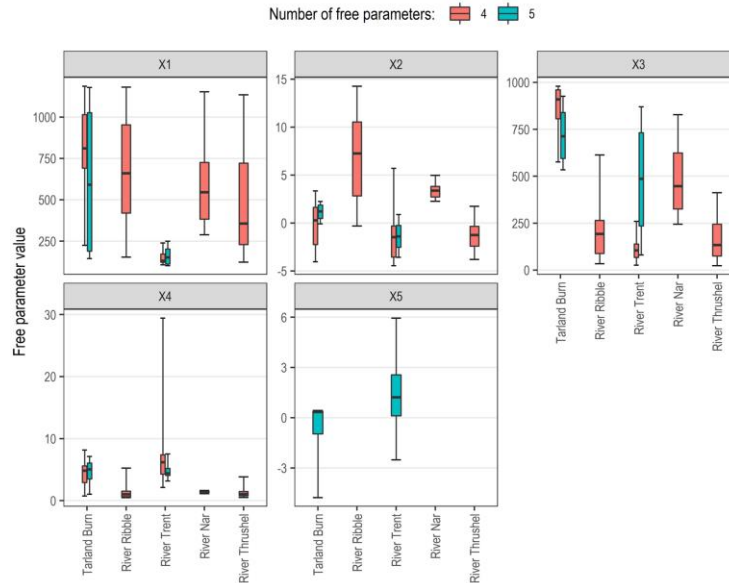 Number of free parameters: 4 5
X1 X2 X3
1000
750
500
250
15
10
5
0
-5
1000
750
500
250
0
Free parameter value
X4 X5
30
20
10
0
6
3
0
-3
Tarland Burn
River Ribble
River Trent
River Nar
River Thrushel
Tarland Burn
River Ribble
River Trent
River Nar
River Thrushel
Tarland Burn
River Ribble
River Trent
River Nar
River Thrushel